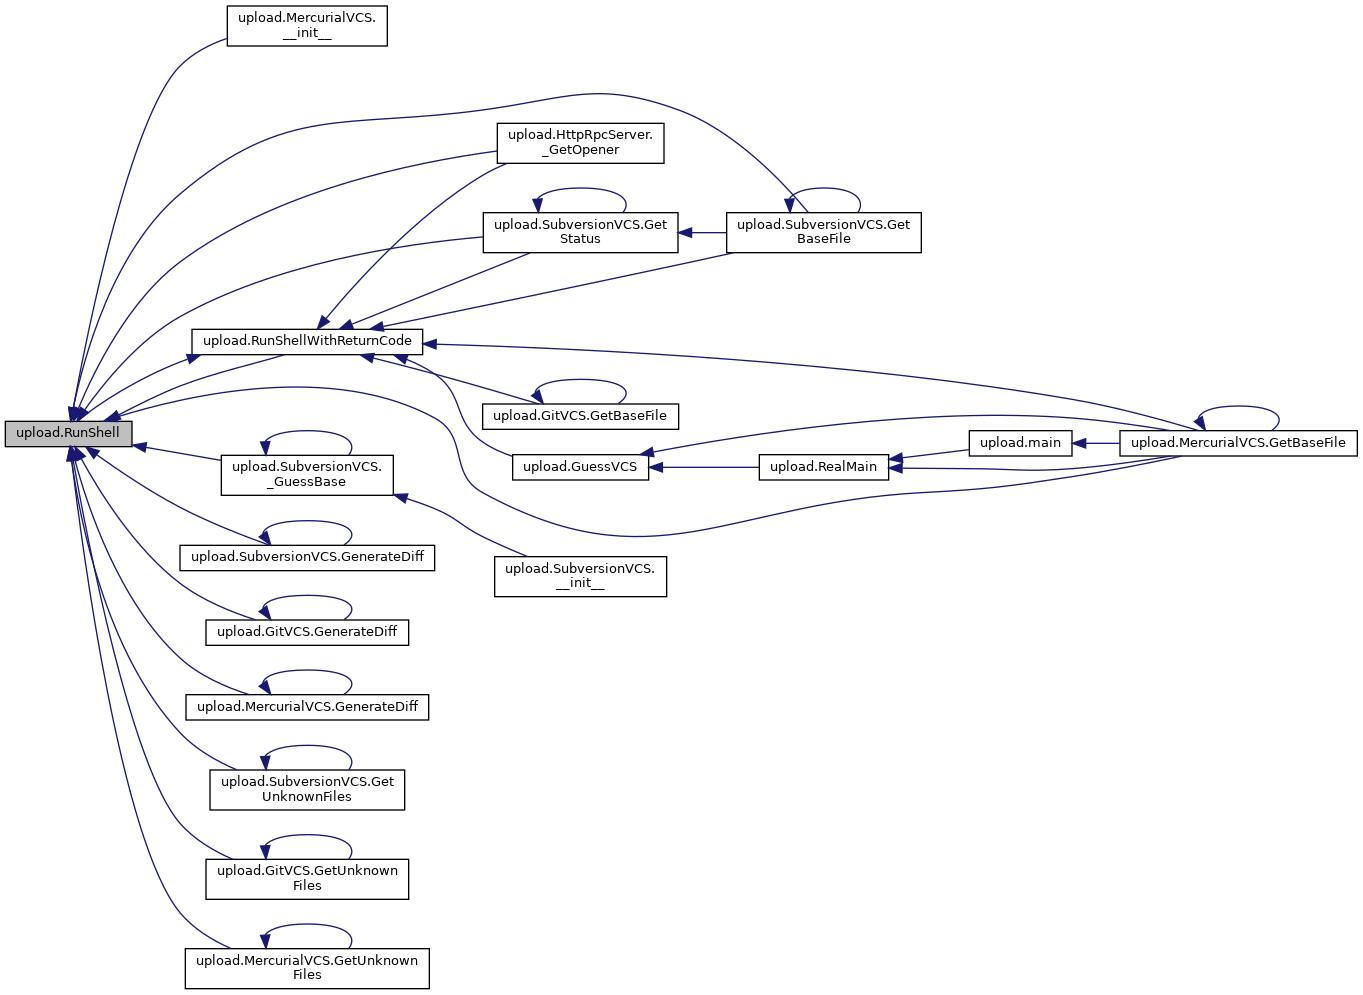 upload.MercurialVCS.
__init__
upload.HttpRpcServer.
_GetOpener
upload.SubversionVCS.Get
Status
upload.SubversionVCS.Get
BaseFile
upload.RunShellWithReturnCode
upload.GitVCS.GetBaseFile
upload.RunShell
upload.main
upload.MercurialVCS.GetBaseFile
upload.SubversionVCS.
_GuessBase
upload.GuessVCS
upload.RealMain
upload.SubversionVCS.GenerateDiff
upload.SubversionVCS.
__init__
upload.GitVCS.GenerateDiff
upload.MercurialVCS.GenerateDiff
upload.SubversionVCS.Get
UnknownFiles
upload.GitVCS.GetUnknown
Files
upload.MercurialVCS.GetUnknown
Files